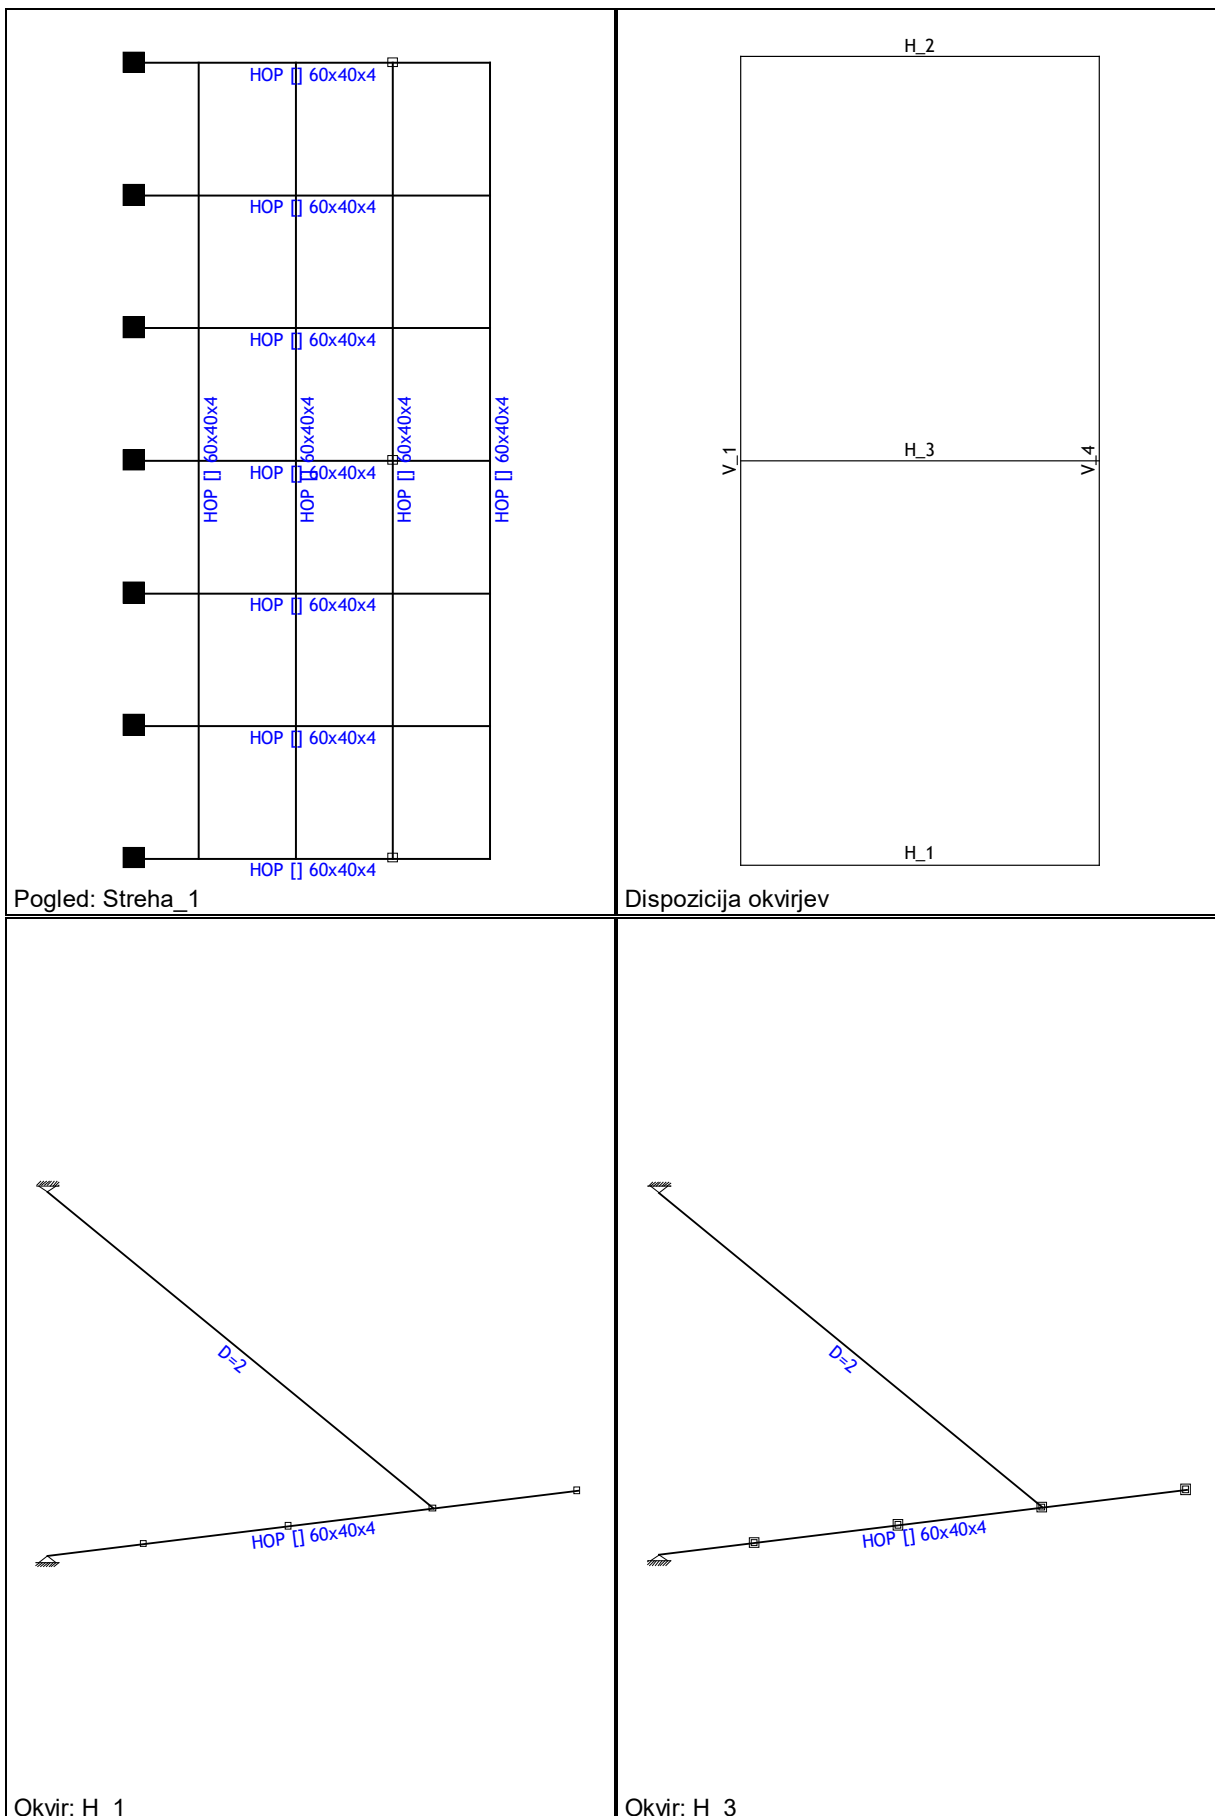 HOP [] 60x40x4
HOP [] 60x40x4
HOP [] 60x40x4
HOP [] 60x40x4
HOP [] 60x40x4
HOP [] 60x40x4
HOP [] 60x40x4
HOP [] 60x40x4
HOP [] 60x40x4
HOP [] 60x40x4
HOP [] 60x40x4
Pogled: Streha_1
H_2
V_1
H_3
V_4
H_1
Dispozicija okvirjev
D=2
HOP [] 60x40x4
Okvir: H_1
D=2
HOP [] 60x40x4
Okvir: H_3